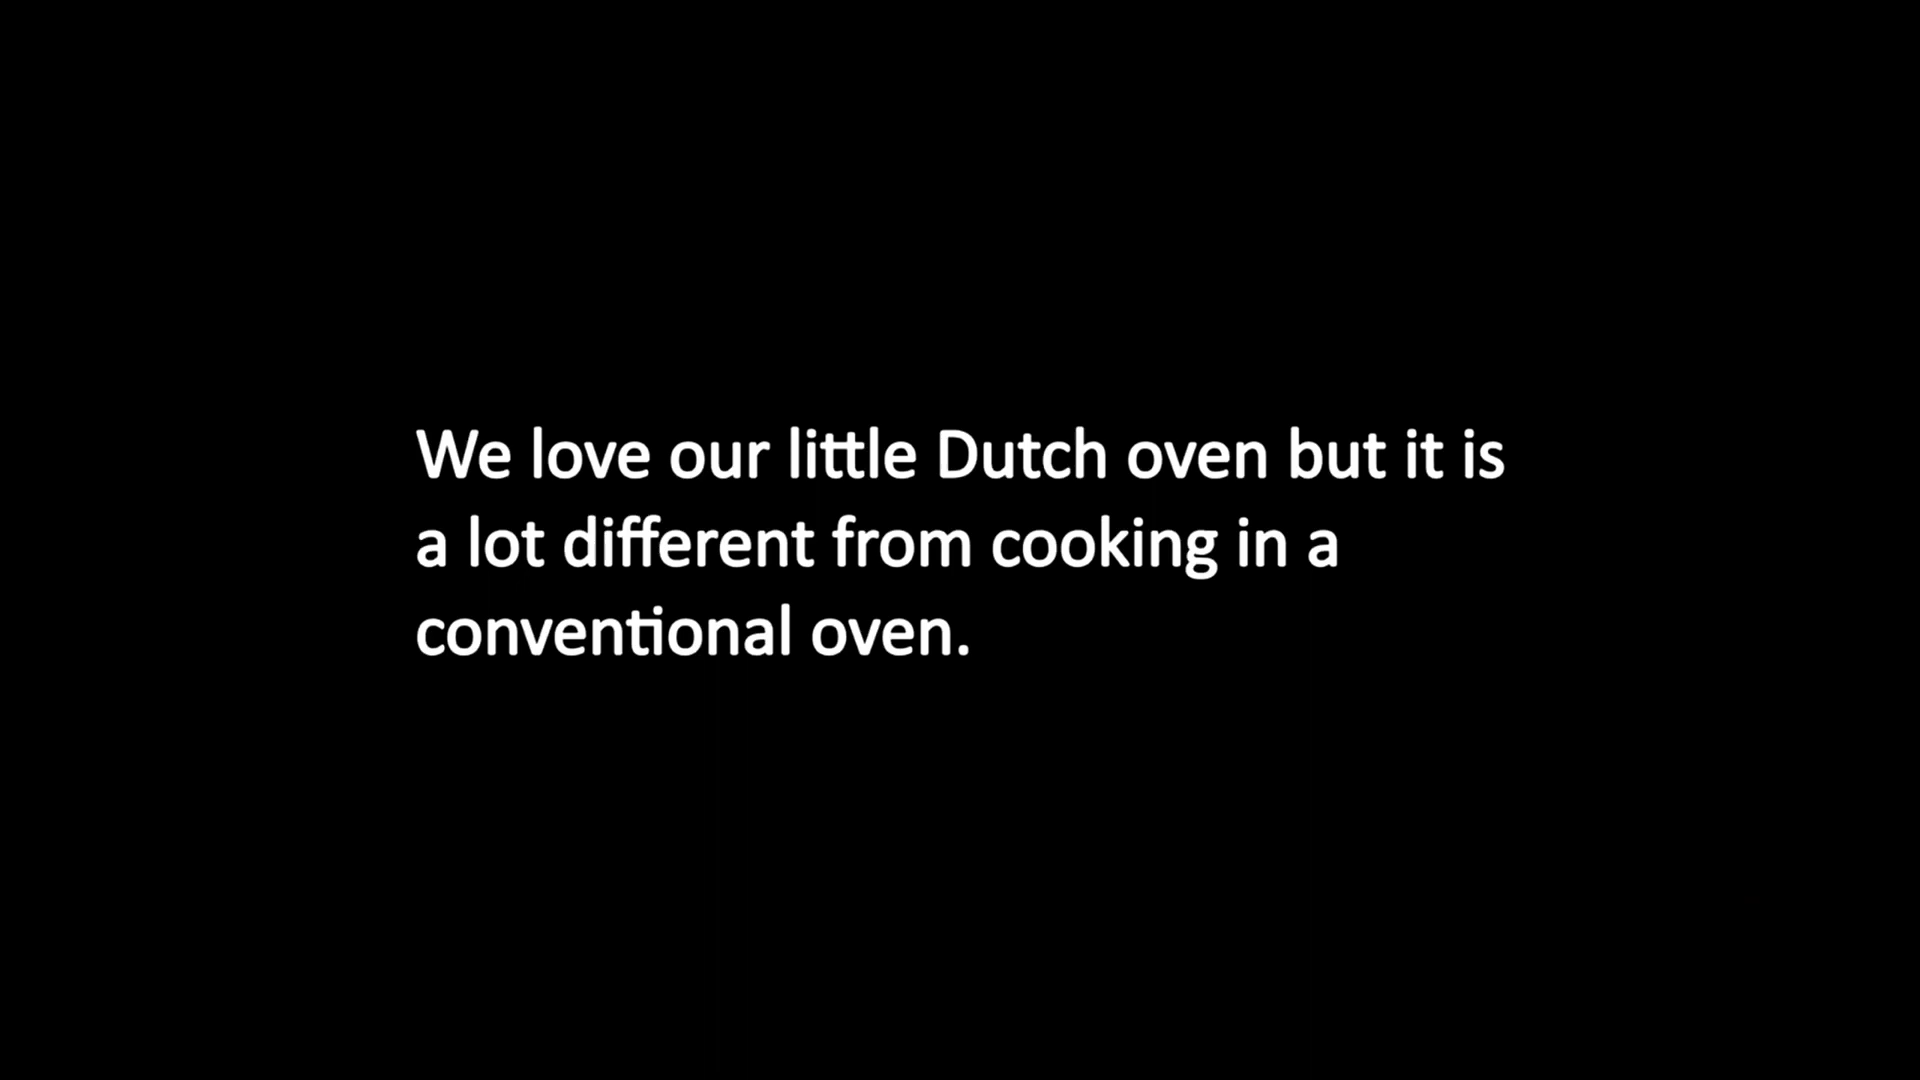 We love our little Dutch oven but it is
a lot different from cooking in a
conventional oven.